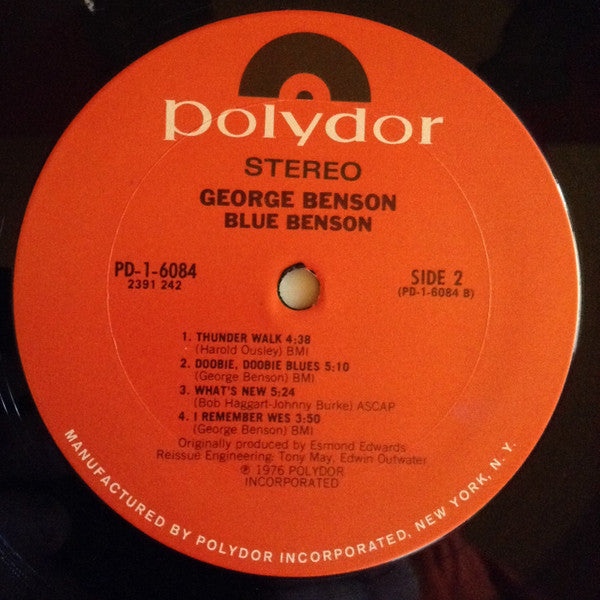 polydor
STEREO
GEORGE BENSON
BLUE BENSON
PD-1-6084
2391 242
SIDE 2
(PD-1-6084 B)
1. THUNDER WALK 4:38
(Harold Ousley) BMI
2. DOOBIE, DOOBIE BLUES 5:10
(George Benson) BMI
3. WHAT'S NEW 5:24
(Bob Haggart-Johnny Burke) ASCAP
4. I REMEMBER WES 3:50
(George Benson) BMI
Originally produced by Esmond Edwards
Reissue Engineering: Tony May, Edwin Outwater
℗ 1976 POLYDOR
INCORPORATED
MANUFACTURED BY POLYDOR INCORPORATED, NEW YORK, N.Y.